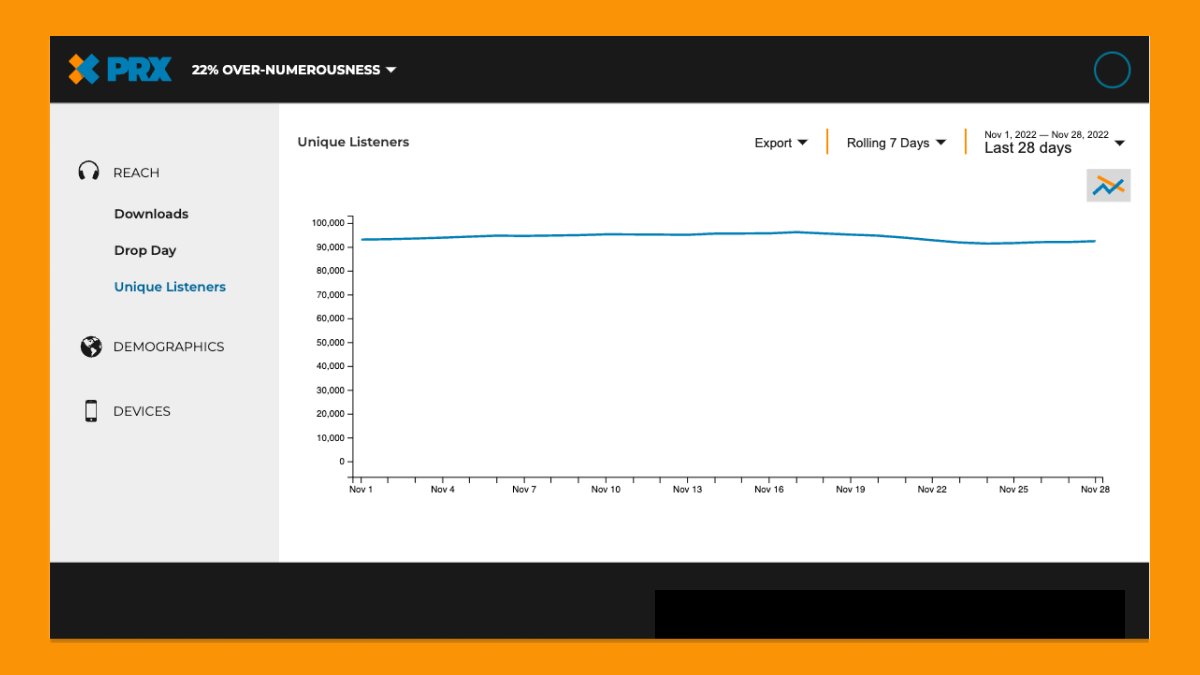 PRX 22% OVER-NUMEROUSNESS
REACH
Downloads
Drop Day
Unique Listeners
DEMOGRAPHICS
DEVICES
Unique Listeners
Export
Rolling 7 Days
Nov 1, 2022 — Nov 28, 2022
Last 28 days
100,000
90,000
80,000
70,000
60,000
50,000
40,000
30,000
20,000
10,000
0
Nov 1 Nov 4 Nov 7 Nov 10 Nov 13 Nov 16 Nov 19 Nov 22 Nov 25 Nov 28